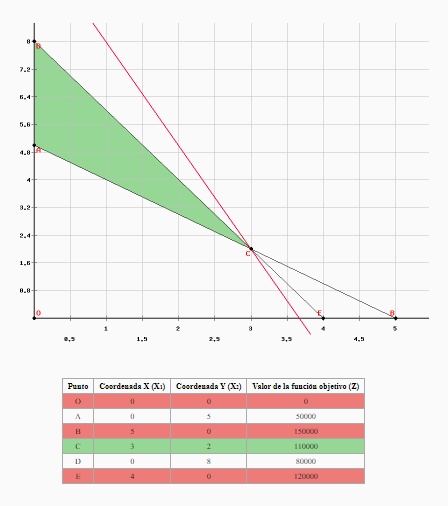 8
D
7,2
6,4
5,6
A
4,8
4
3,2
2,4
C
1,6
0,8
O
E
B
1
2
3
4
5
0,5
1,5
2,5
3,5
4,5
Punto Coordenada X (X₁) Coordenada Y (X₂) Valor de la función objetivo (Z)
O 0 0 0
A 0 5 50000
B 5 0 150000
C 3 2 110000
D 0 8 80000
E 4 0 120000